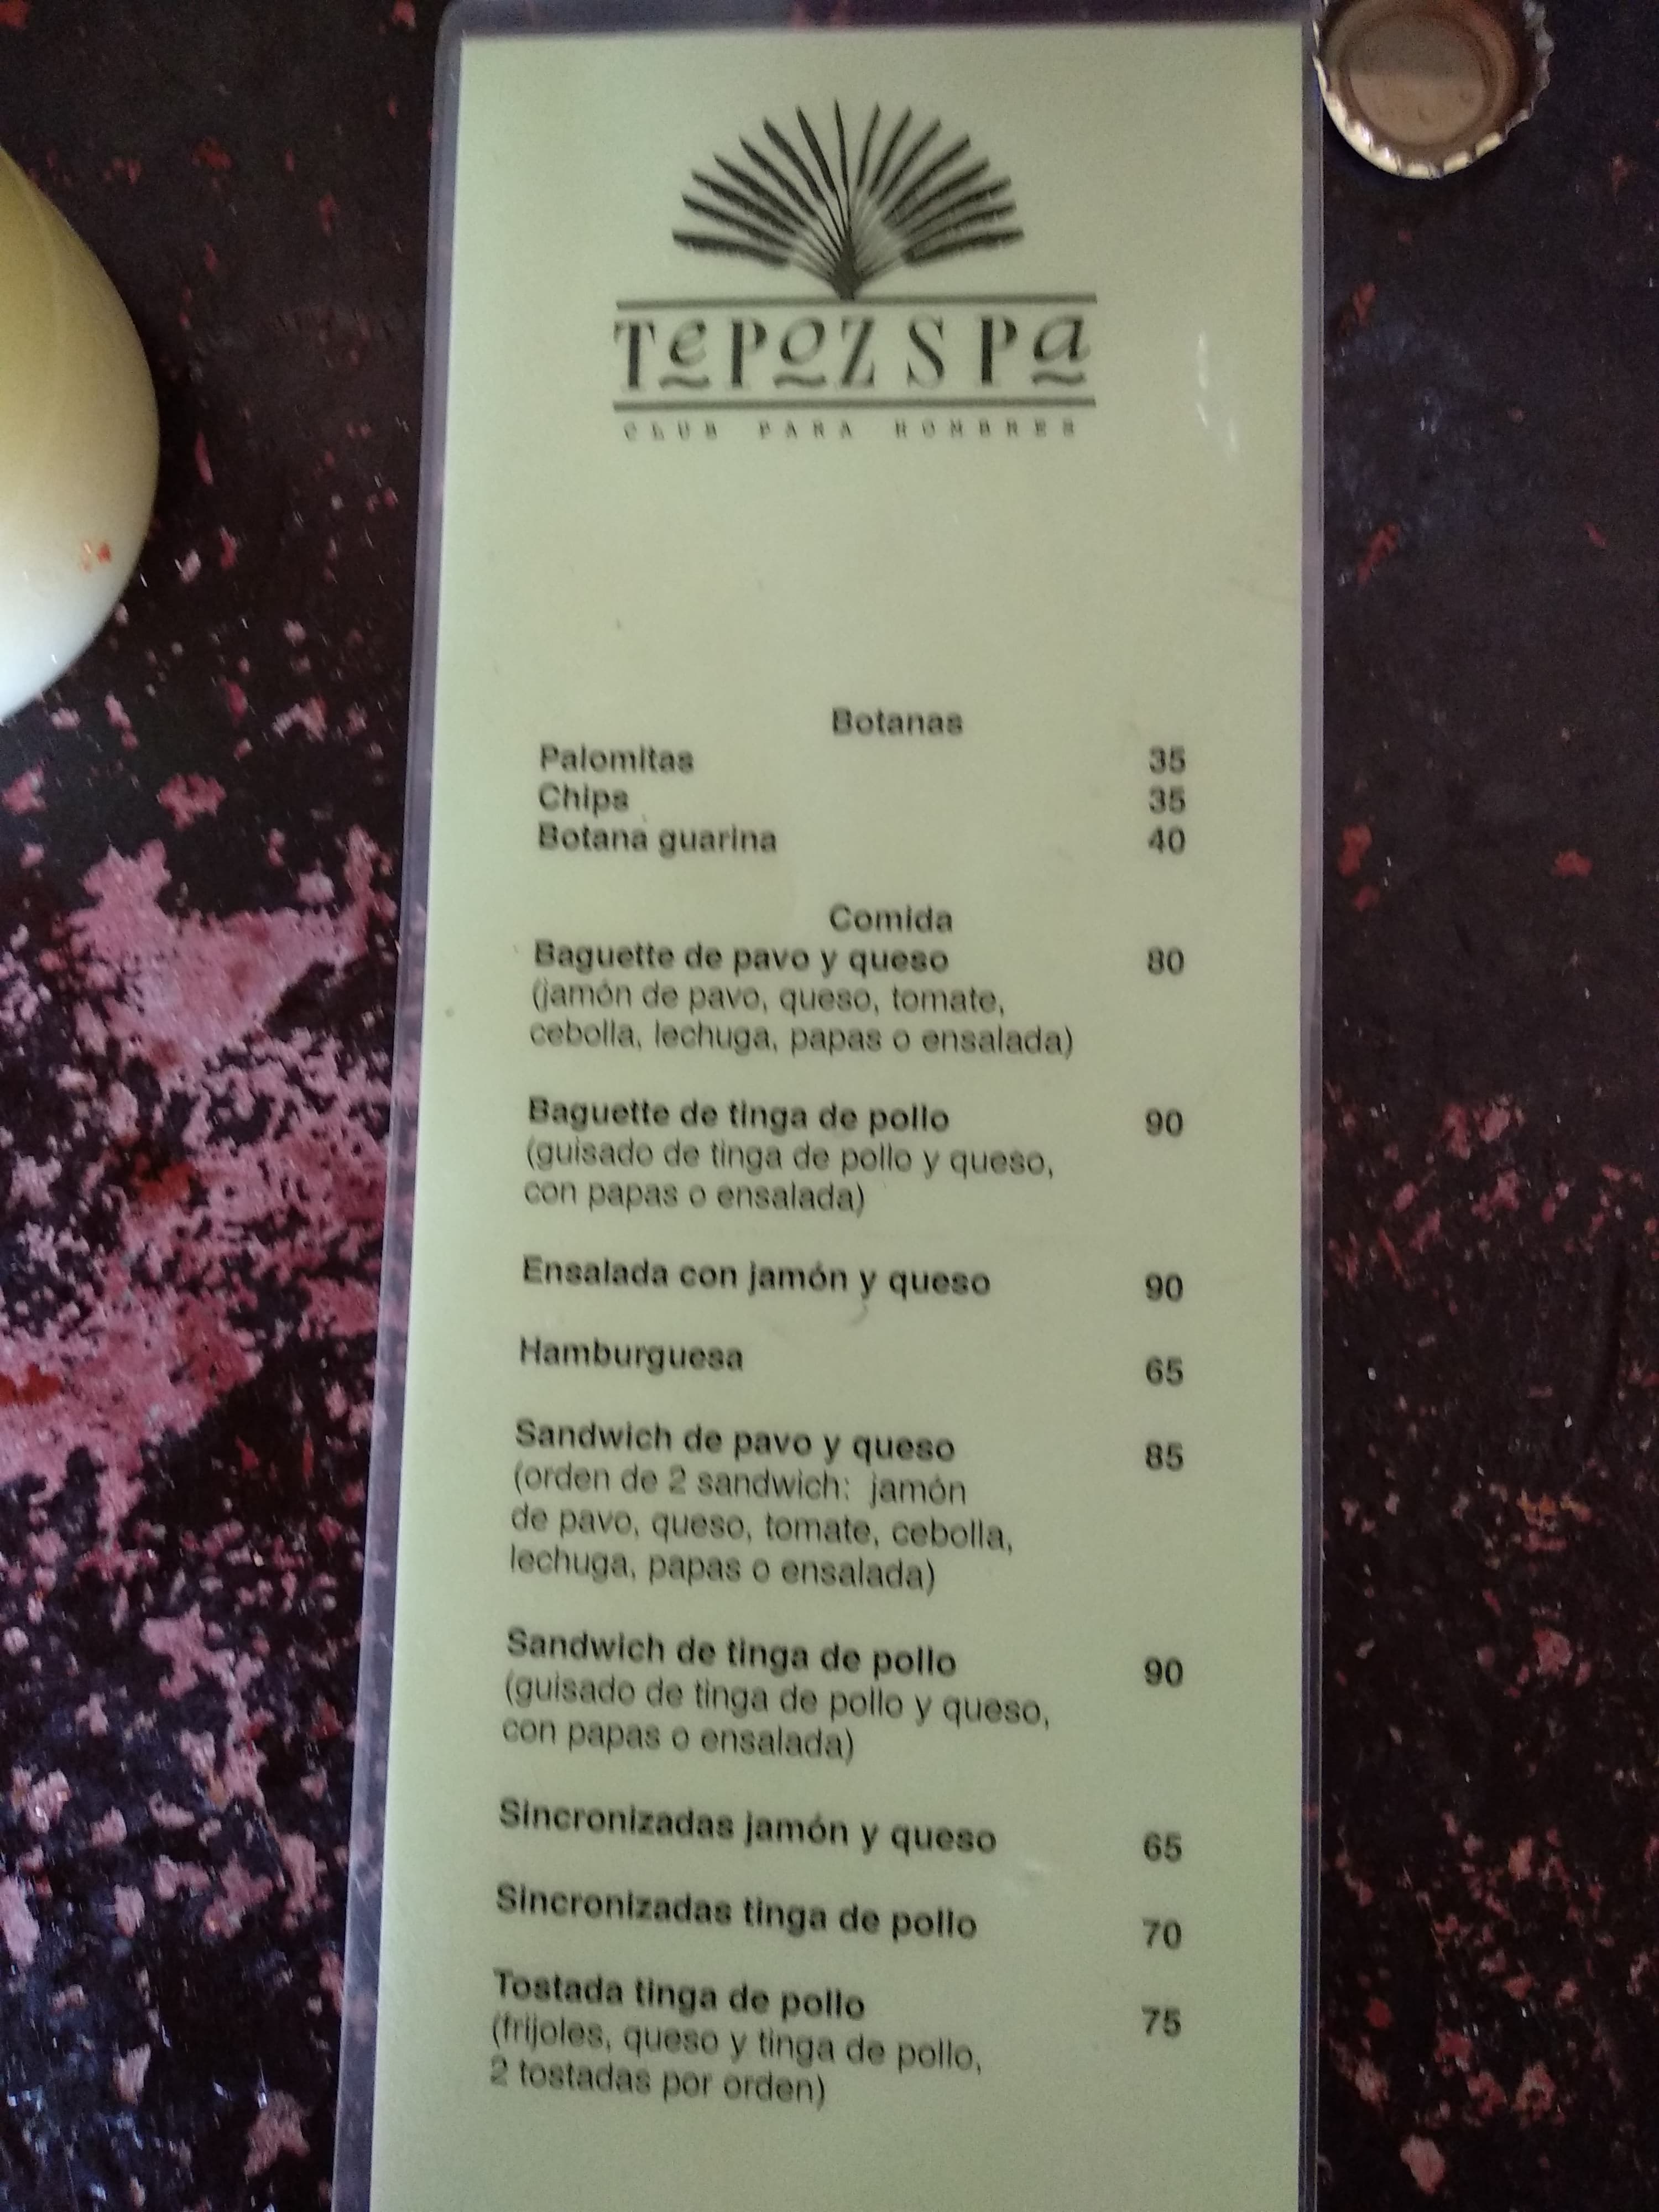 TepozSpa
CLUB PARA HOMBRES
Botanas
Palomitas 35
Chips 35
Botana guarina 40
Comida
Baguette de pavo y queso 80
(jamón de pavo, queso, tomate,
cebolla, lechuga, papas o ensalada)
Baguette de tinga de pollo 90
(guisado de tinga de pollo y queso,
con papas o ensalada)
Ensalada con jamón y queso 90
Hamburguesa 65
Sandwich de pavo y queso 85
(orden de 2 sandwich: jamón
de pavo, queso, tomate, cebolla,
lechuga, papas o ensalada)
Sandwich de tinga de pollo 90
(guisado de tinga de pollo y queso,
con papas o ensalada)
Sincronizadas jamón y queso 65
Sincronizadas tinga de pollo 70
Tostada tinga de pollo 75
(frijoles, queso y tinga de pollo,
2 tostadas por orden)